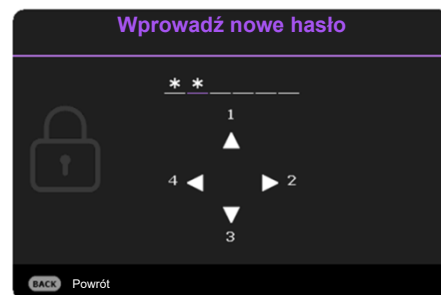 Wprowadź nowe hasło
* * _ _ _ _
1
4 2
3
BACK Powrót